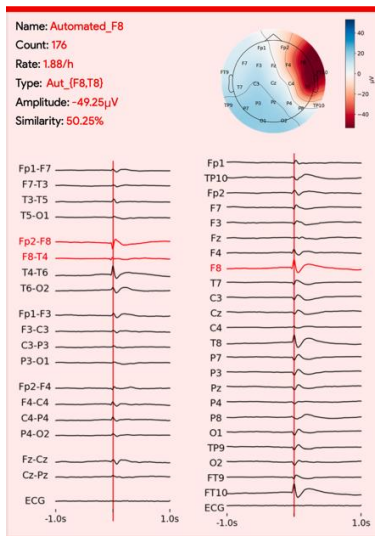 Name: Automated_F8
Count: 176
Rate: 1.88/h
Type: Aut_{F8,T8}
Amplitude: -49.25µV
Similarity: 50.25%
Fp1 Fp2
F7 F3 Fz T4
FT9
T7 C3 Cz C4
TP9 P7 P3 Pz P4 TP10
O1 O2
40
20
0
−20
−40
µV
Fp1-F7
F7-T3
T3-T5
T5-O1
Fp2-F8
F8-T4
T4-T6
T6-O2
Fp1-F3
F3-C3
C3-P3
P3-O1
Fp2-F4
F4-C4
C4-P4
P4-O2
Fz-Cz
Cz-Pz
ECG
-1.0s 1.0s
Fp1
TP10
Fp2
F7
F3
Fz
F4
F8
T7
C3
Cz
C4
T8
P7
P3
Pz
P4
P8
O1
TP9
O2
FT9
FT10
ECG
-1.0s 1.0s